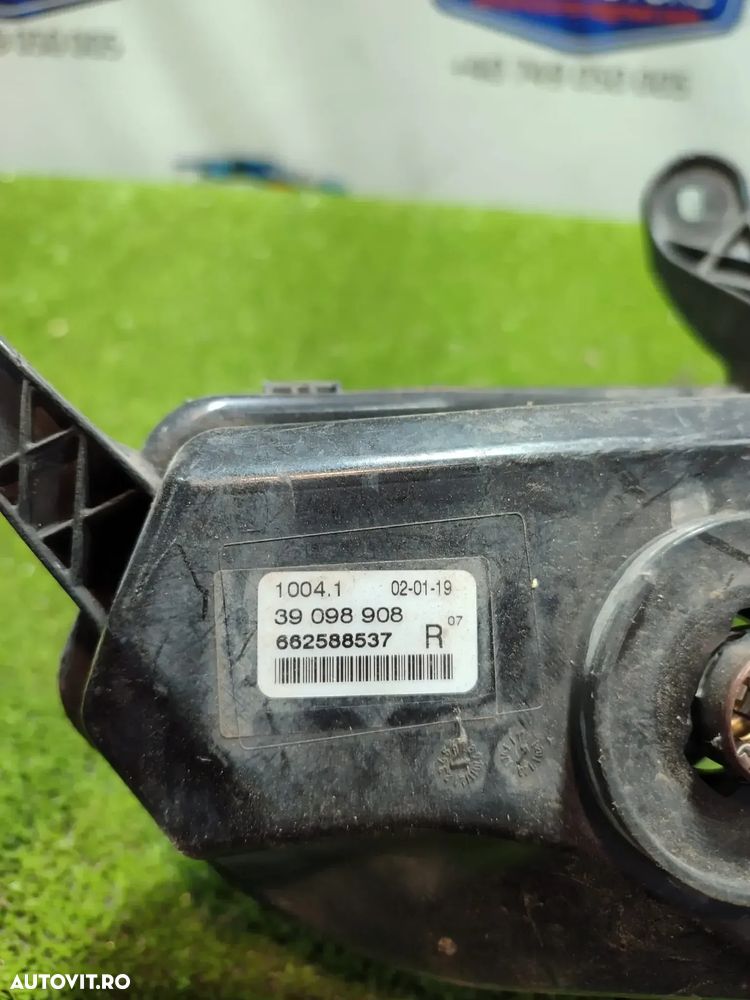 1004.1 02-01-19
39 098 908
662588537 R 07
AUTOVIT.RO